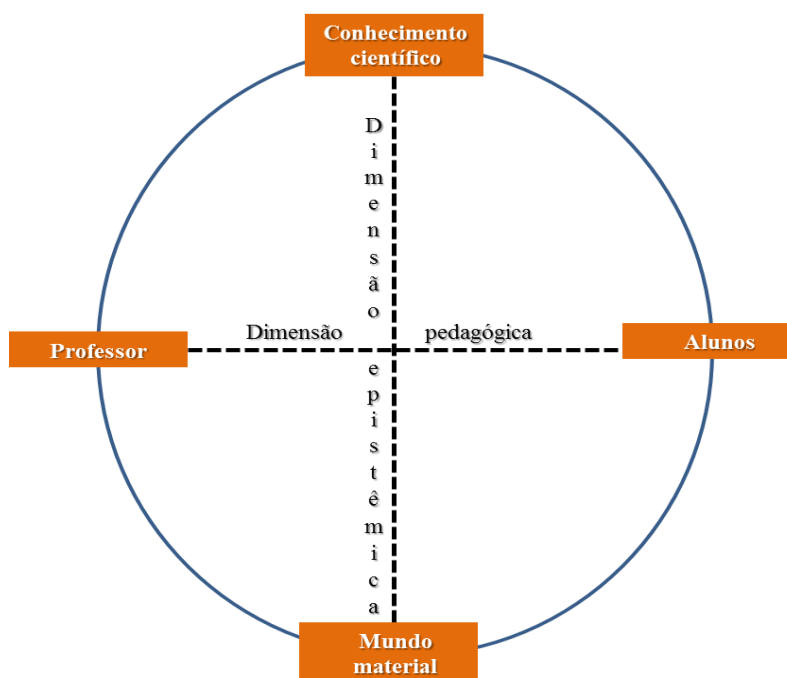 Conhecimento
científico
D
i
m
e
n
s
ã
o
Dimensão pedagógica
Professor
Alunos
e
p
i
s
t
ê
m
i
c
a
Mundo
material